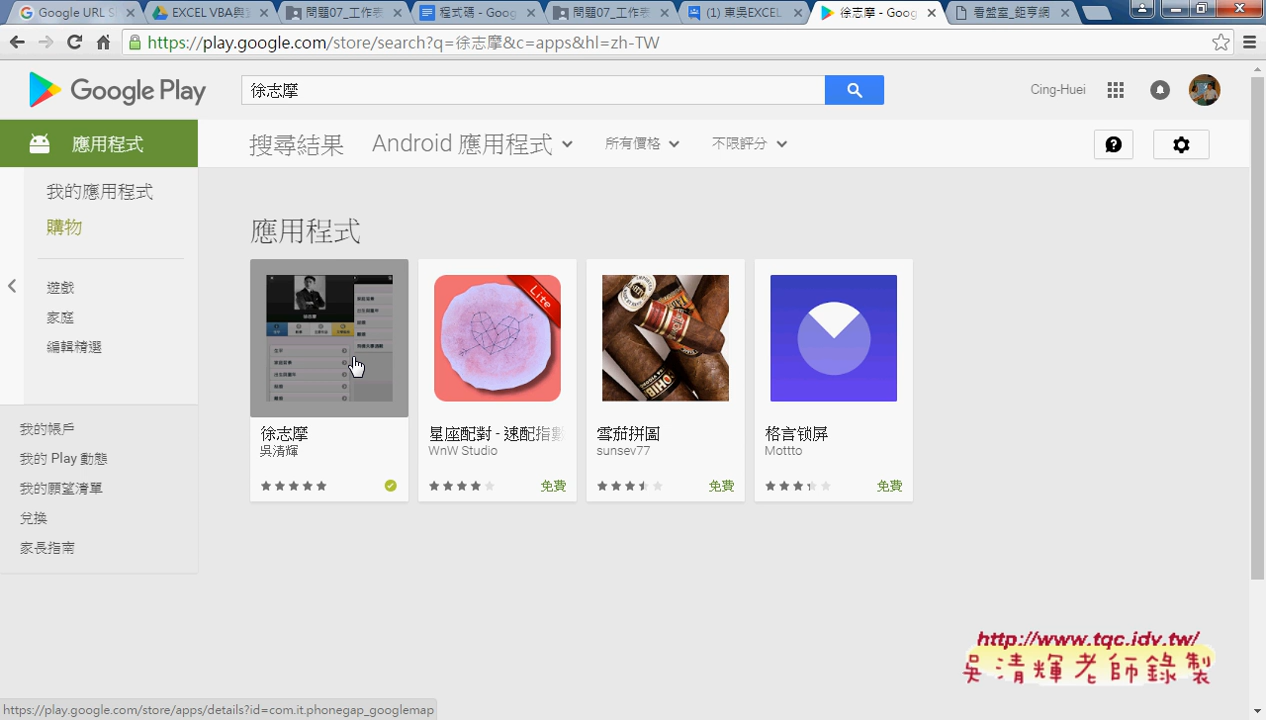 Google URL S
EXCEL VBA與
問題07_工作表
程式碼 - Goog
問題07_工作表
(1) 東吳EXCEL
徐志摩 - Goog
看盤室_鉅亨網
https://play.google.com/store/search?q=徐志摩&c=apps&hl=zh-TW
Google Play
徐志摩
Cing-Huei
應用程式
搜尋結果
Android 應用程式
所有價格
不限評分
我的應用程式
購物
遊戲
家庭
編輯精選
我的帳戶
我的 Play 動態
我的願望清單
兌換
家長指南
應用程式
徐志摩
吳清輝
Lite
星座配對 - 速配指數
WnW Studio
免費
雪茄拼圖
sunsev77
免費
格言锁屏
Mottto
免費
http://www.tqc.idv.tw/
吳清輝老師錄製
https://play.google.com/store/apps/details?id=com.it.phonegap_googlemap